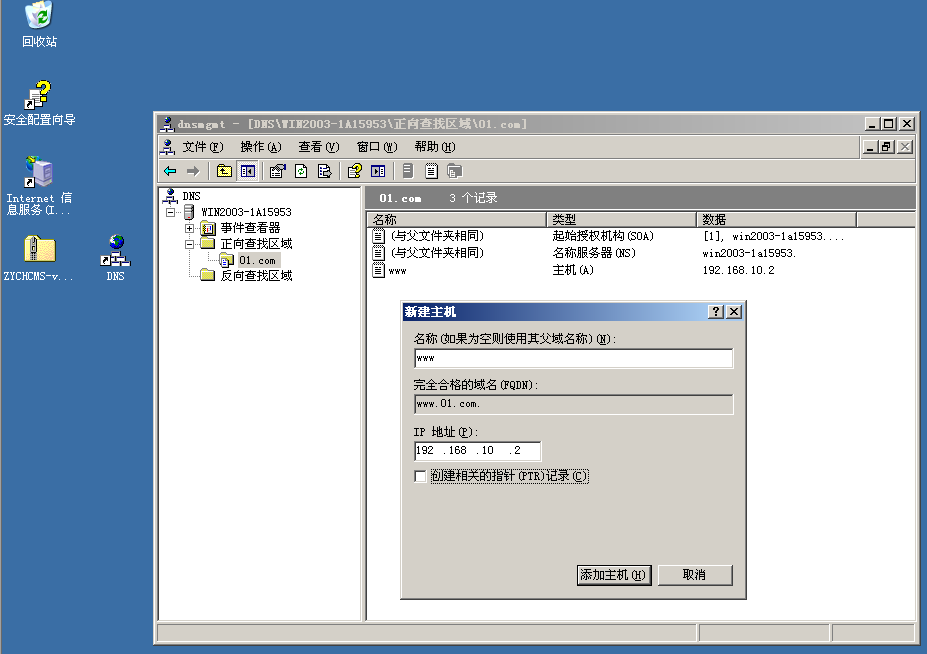 回收站
安全配置向导
Internet 信
息服务(I...
ZYCHCMS-v...
DNS
dnsmgmt - [DNS\WIN2003-1A15953\正向查找区域\01.com]
文件(F) 操作(A) 查看(V) 窗口(W) 帮助(H)
DNS
WIN2003-1A15953
事件查看器
正向查找区域
01.com
反向查找区域
01.com 3 个记录
名称 类型 数据
(与父文件夹相同) 起始授权机构(SOA) [1], win2003-1a15953....
(与父文件夹相同) 名称服务器(NS) win2003-1a15953.
www 主机(A) 192.168.10.2
新建主机
名称(如果为空则使用其父域名称)(N):
www
完全合格的域名(FQDN):
www.01.com.
IP 地址(P):
192 .168 .10 .2
创建相关的指针(PTR)记录(C)
添加主机(H) 取消